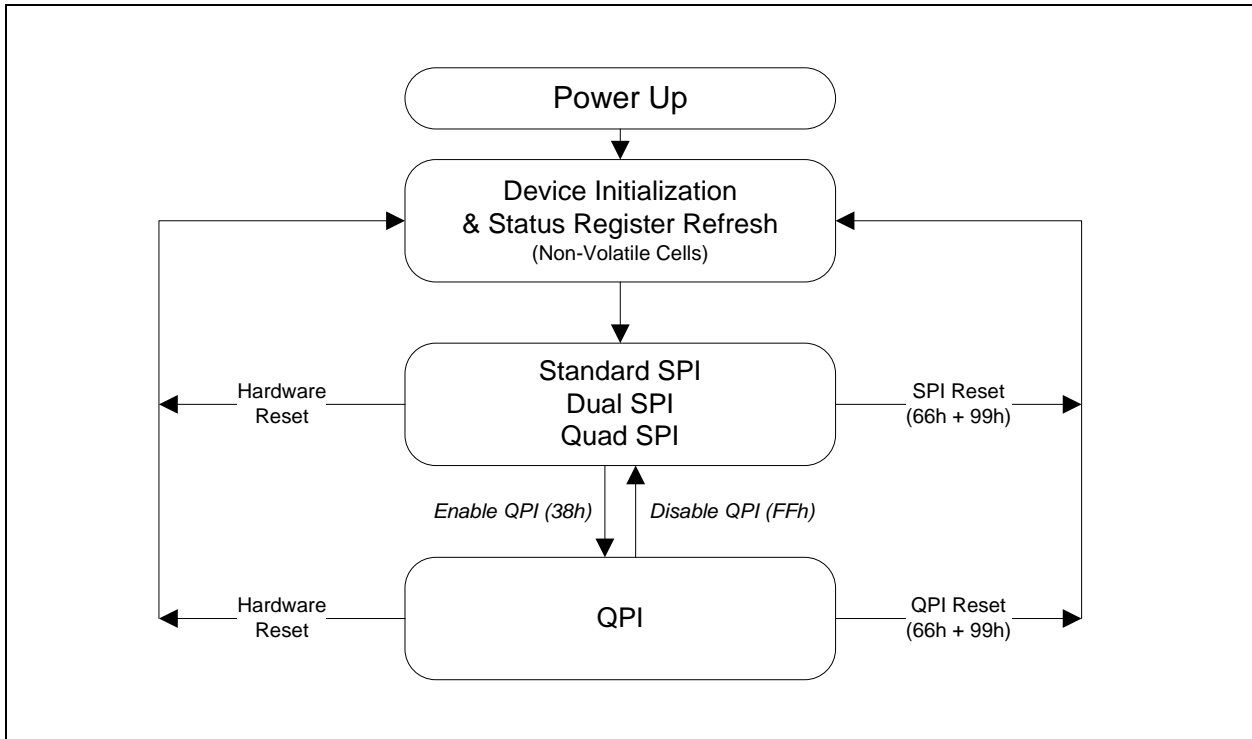 Power Up
Device Initialization
& Status Register Refresh
(Non-Volatile Cells)
Standard SPI
Dual SPI
Quad SPI
Hardware
Reset
SPI Reset
(66h + 99h)
Enable QPI (38h)
Disable QPI (FFh)
QPI
Hardware
Reset
QPI Reset
(66h + 99h)